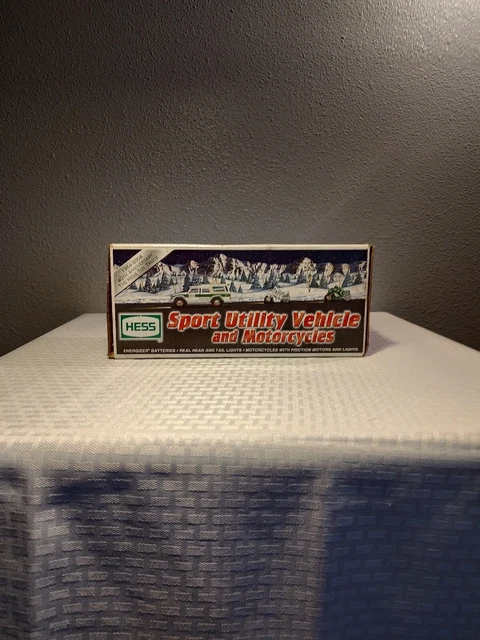 HESS
Sport Utility Vehicle
and Motorcycles
ENERGIZER® BATTERIES • REAL HEAD AND TAIL LIGHTS • MOTORCYCLES WITH FRICTION MOTORS AND LIGHTS